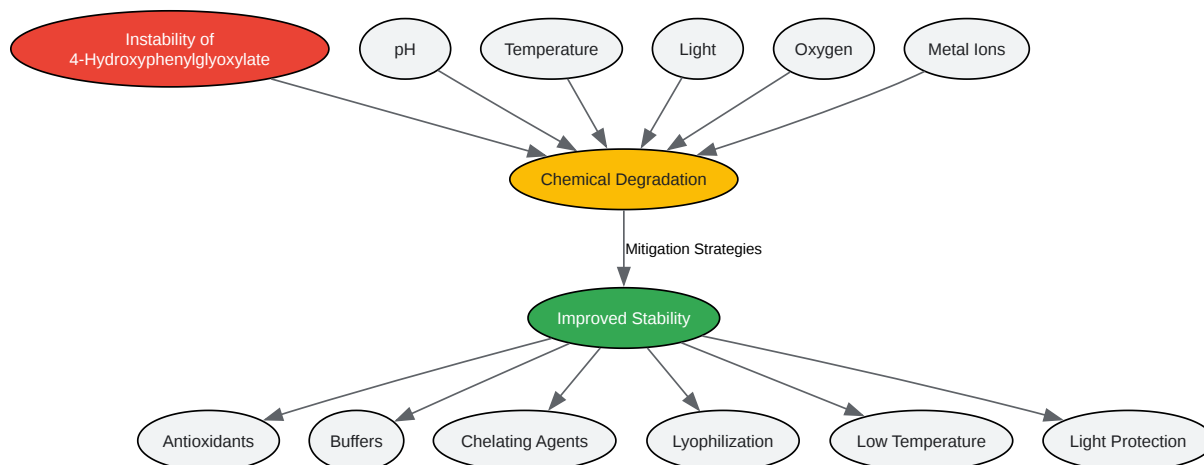 Instability of
4-Hydroxyphenylglyoxylate
pH
Temperature
Light
Oxygen
Metal Ions
Chemical Degradation
Mitigation Strategies
Improved Stability
Antioxidants
Buffers
Chelating Agents
Lyophilization
Low Temperature
Light Protection